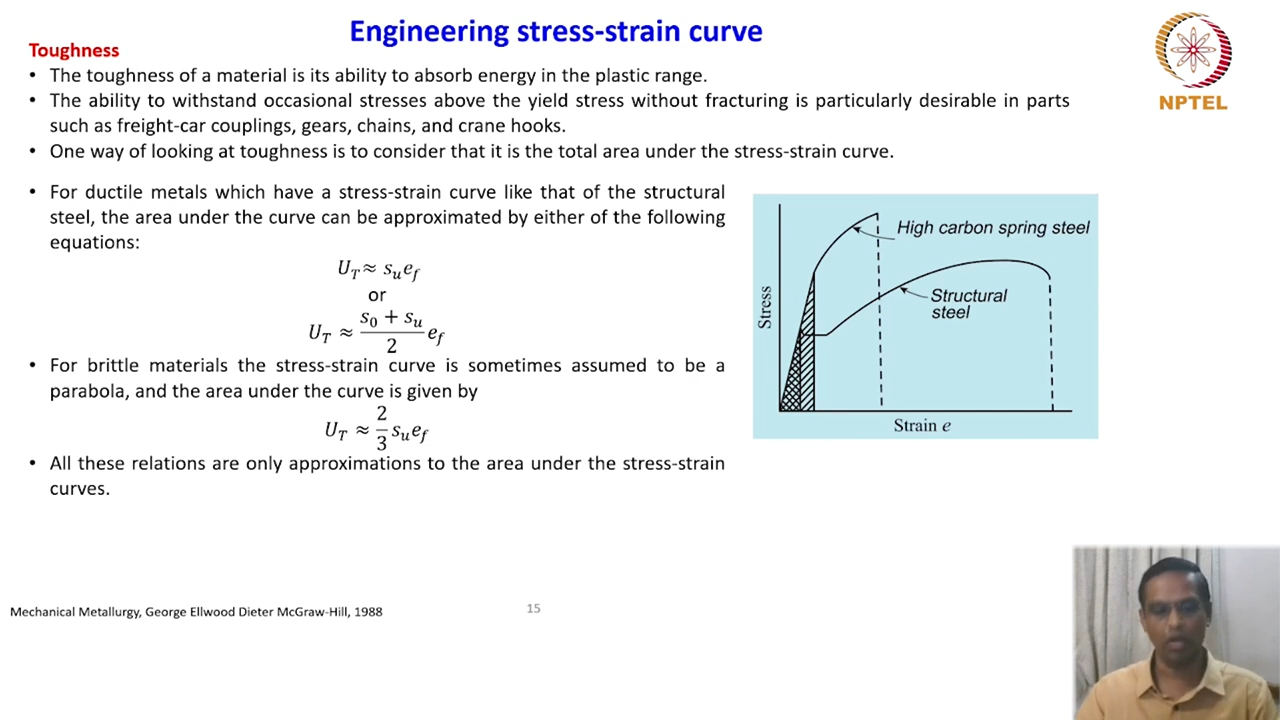 Engineering stress-strain curve
NPTEL
Toughness
• The toughness of a material is its ability to absorb energy in the plastic range.
• The ability to withstand occasional stresses above the yield stress without fracturing is particularly desirable in parts
such as freight-car couplings, gears, chains, and crane hooks.
• One way of looking at toughness is to consider that it is the total area under the stress-strain curve.
• For ductile metals which have a stress-strain curve like that of the structural
steel, the area under the curve can be approximated by either of the following
equations:
U_T ≈ s_u e_f
or
U_T ≈ (s_0 + s_u)/2 e_f
• For brittle materials the stress-strain curve is sometimes assumed to be a
parabola, and the area under the curve is given by
U_T ≈ 2/3 s_u e_f
• All these relations are only approximations to the area under the stress-strain
curves.
High carbon spring steel
Structural
steel
Stress
Strain e
Mechanical Metallurgy, George Ellwood Dieter McGraw-Hill, 1988
15